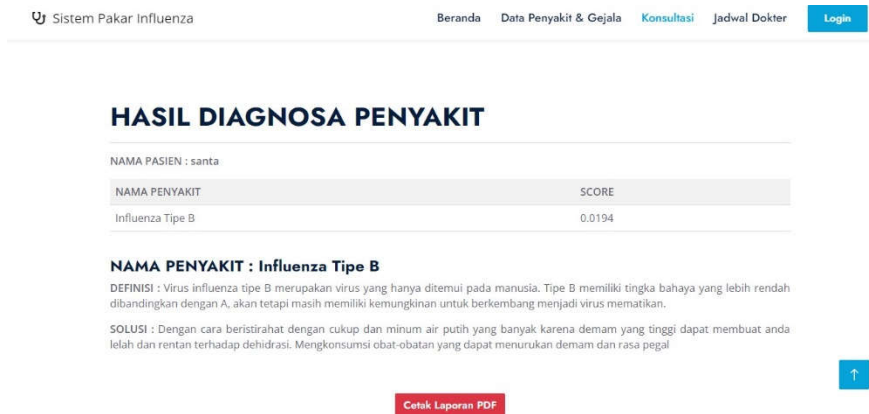 Sistem Pakar Influenza
Beranda Data Penyakit & Gejala Konsultasi Jadwal Dokter Login
HASIL DIAGNOSA PENYAKIT
NAMA PASIEN : santa
NAMA PENYAKIT SCORE
Influenza Tipe B 0.0194
NAMA PENYAKIT : Influenza Tipe B
DEFINISI : Virus influenza tipe B merupakan virus yang hanya ditemui pada manusia. Tipe B memiliki tingka bahaya yang lebih rendah
dibandingkan dengan A, akan tetapi masih memiliki kemungkinan untuk berkembang menjadi virus mematikan.
SOLUSI : Dengan cara beristirahat dengan cukup dan minum air putih yang banyak karena demam yang tinggi dapat membuat anda
lelah dan rentan terhadap dehidrasi. Mengkonsumsi obat-obatan yang dapat menurukan demam dan rasa pegal
Cetak Laporan PDF